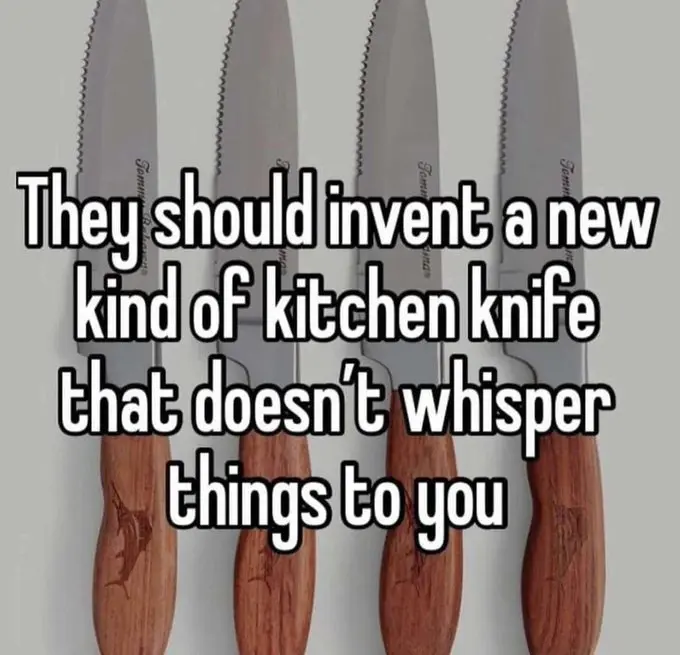 They should invent a new
kind of kitchen knife
that doesn't whisper
things to you